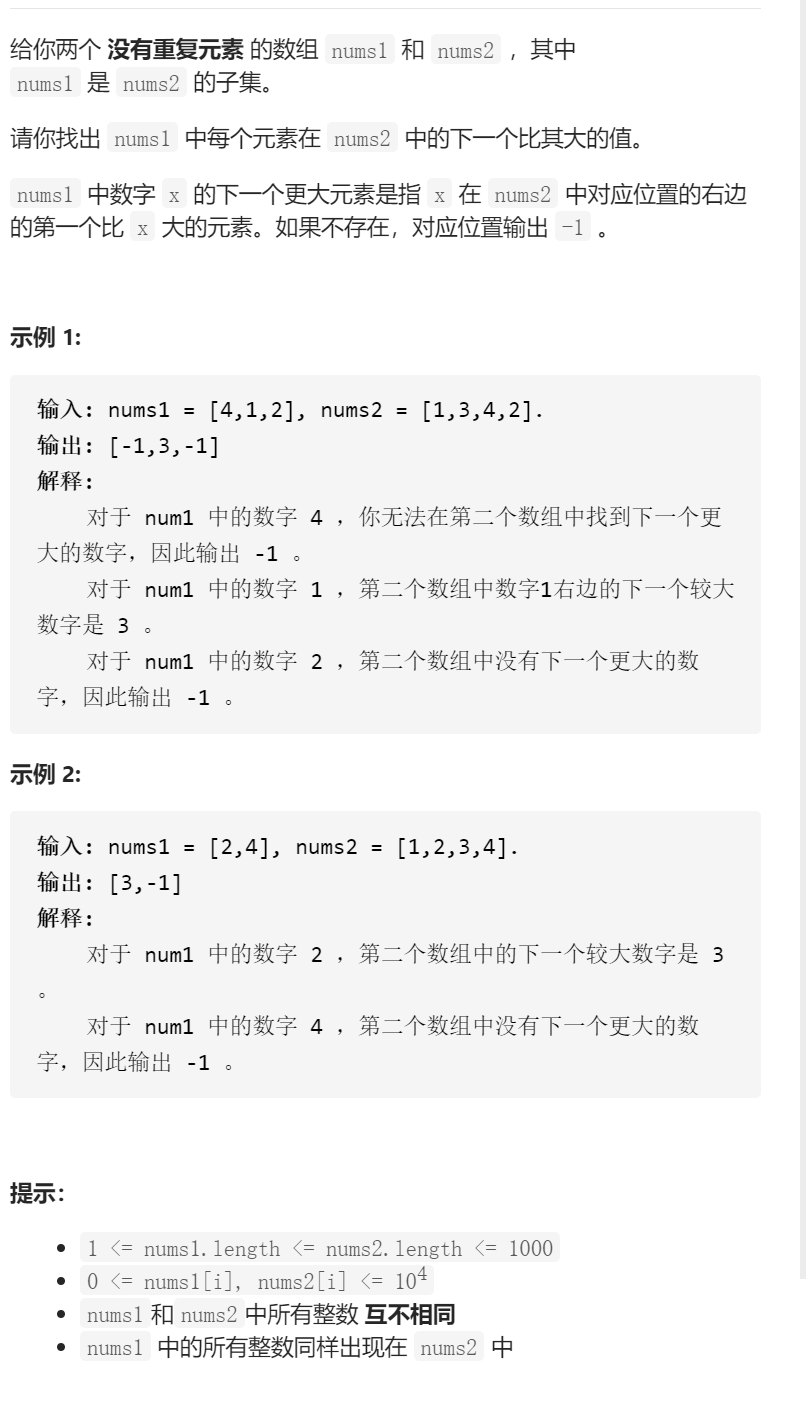 给你两个 没有重复元素 的数组 nums1 和 nums2 ，其中
nums1 是 nums2 的子集。
请你找出 nums1 中每个元素在 nums2 中的下一个比其大的值。
nums1 中数字 x 的下一个更大元素是指 x 在 nums2 中对应位置的右边
的第一个比 x 大的元素。如果不存在，对应位置输出 -1 。
示例 1:
输入: nums1 = [4,1,2], nums2 = [1,3,4,2].
输出: [-1,3,-1]
解释:
对于 num1 中的数字 4 ，你无法在第二个数组中找到下一个更
大的数字，因此输出 -1 。
对于 num1 中的数字 1 ，第二个数组中数字1右边的下一个较大
数字是 3 。
对于 num1 中的数字 2 ，第二个数组中没有下一个更大的数
字，因此输出 -1 。
示例 2:
输入: nums1 = [2,4], nums2 = [1,2,3,4].
输出: [3,-1]
解释:
对于 num1 中的数字 2 ，第二个数组中的下一个较大数字是 3
。
对于 num1 中的数字 4 ，第二个数组中没有下一个更大的数
字，因此输出 -1 。
提示：
• 1 <= nums1.length <= nums2.length <= 1000
• 0 <= nums1[i], nums2[i] <= 10⁴
• nums1和nums2中所有整数 互不相同
• nums1 中的所有整数同样出现在 nums2 中